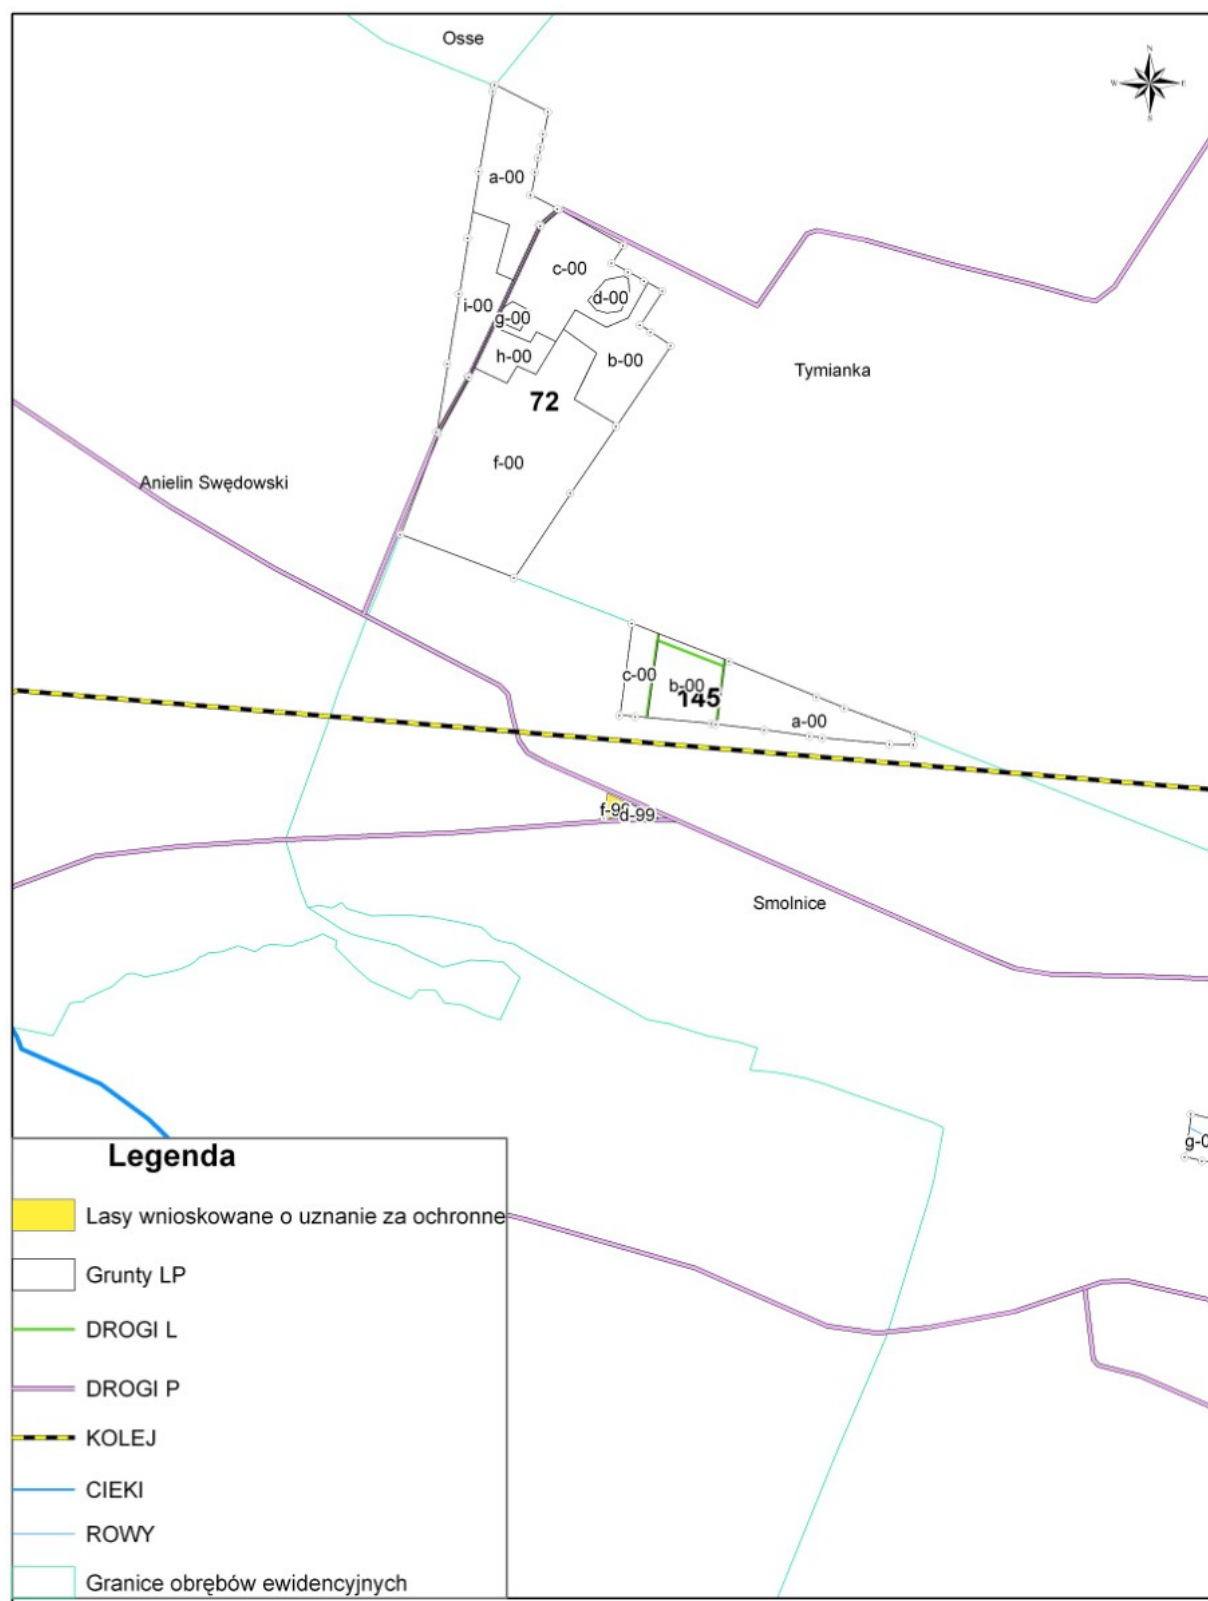 Osse
N
W E
S
a-00
c-00
d-00
i-00
g-00
h-00
b-00
Tymianka
72
f-00
Anielin Swędowski
c-00
b-00
145
a-00
d-99
Smolnice
Legenda
Lasy wnioskowane o uznanie za ochronne
Grunty LP
DROGI L
DROGI P
KOLEJ
CIEKI
ROWY
Granice obrębów ewidencyjnych